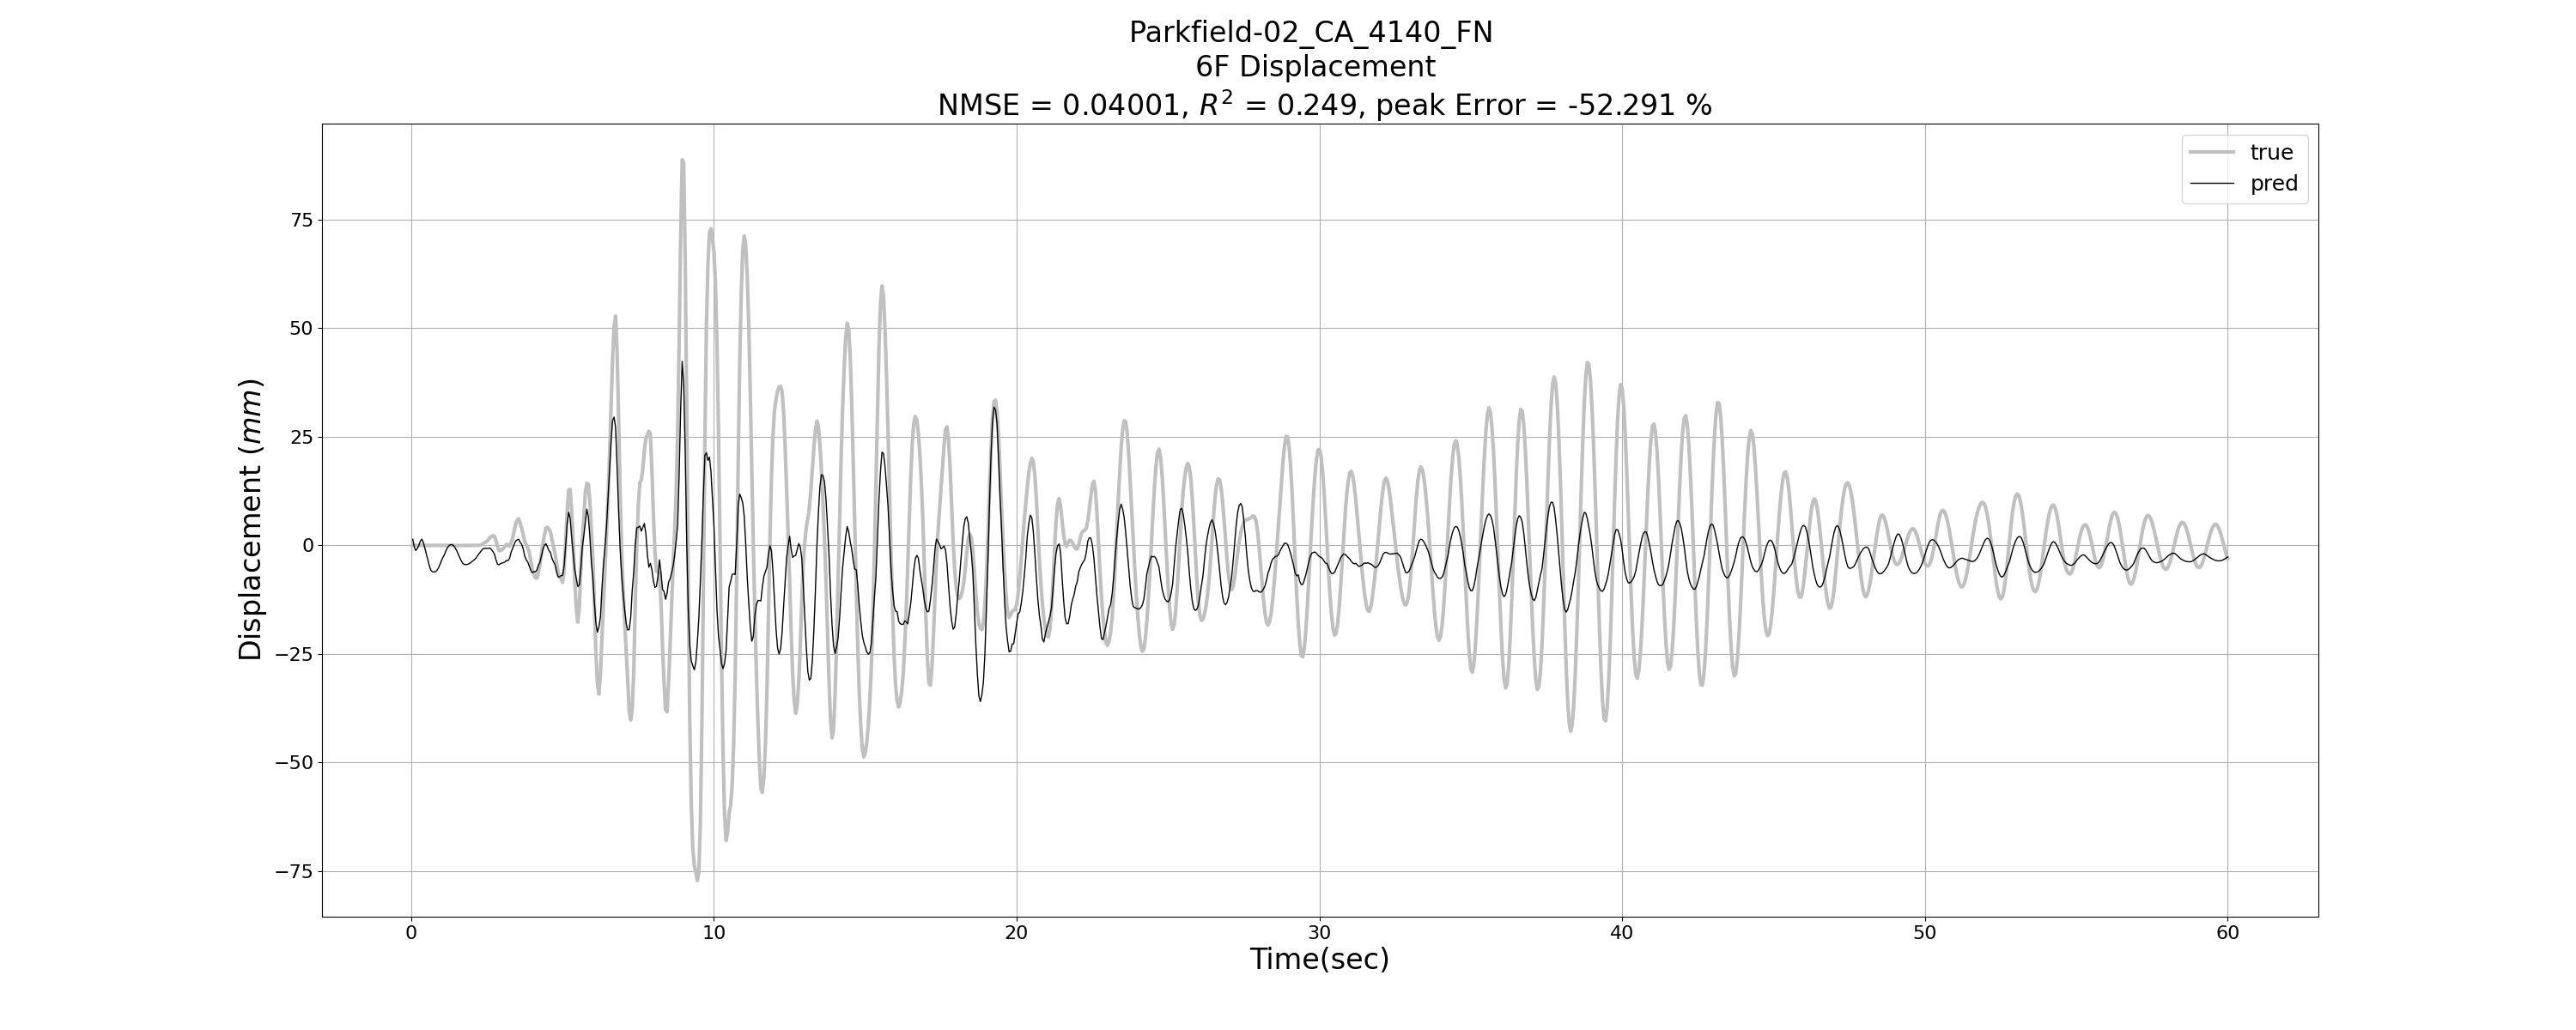 Parkfield-02_CA_4140_FN
6F Displacement
NMSE = 0.04001, R² = 0.249, peak Error = -52.291 %
true
pred
75
50
25
0
−25
−50
−75
Displacement (mm)
0 10 20 30 40 50 60
Time(sec)